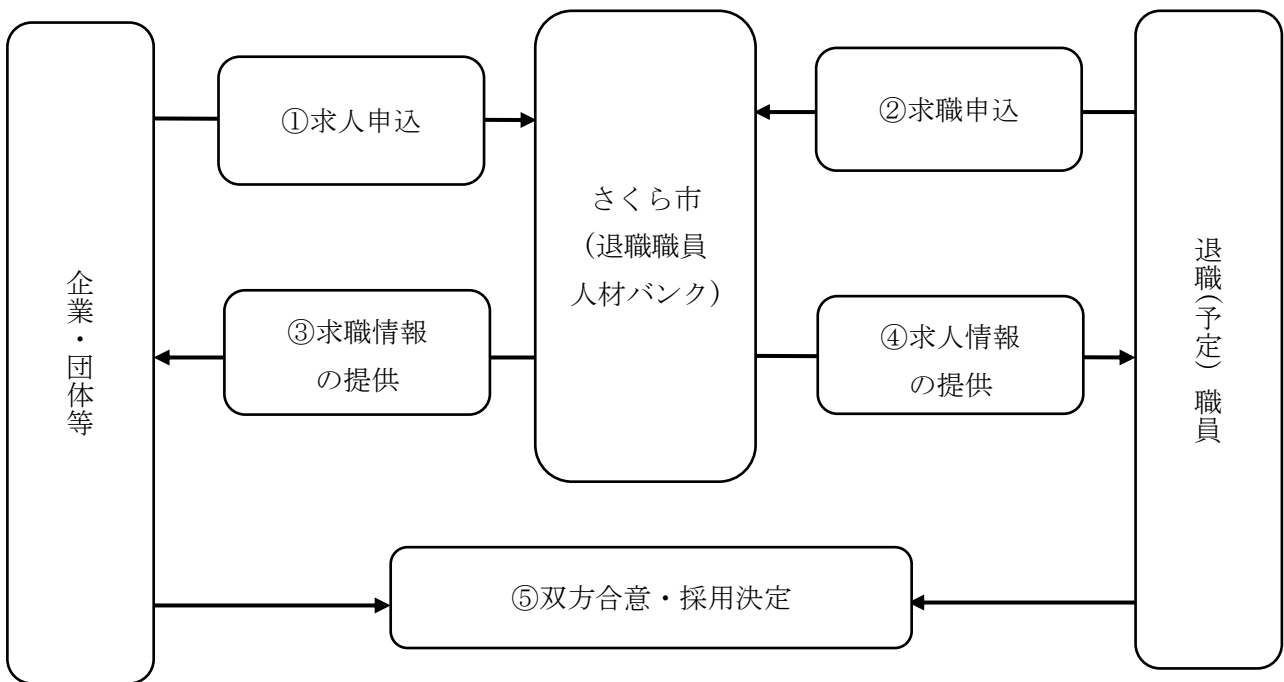 企業・団体等
①求人申込
さくら市
（退職職員
人材バンク）
②求職申込
③求職情報
の提供
④求人情報
の提供
退職(予定) 職員
⑤双方合意・採用決定